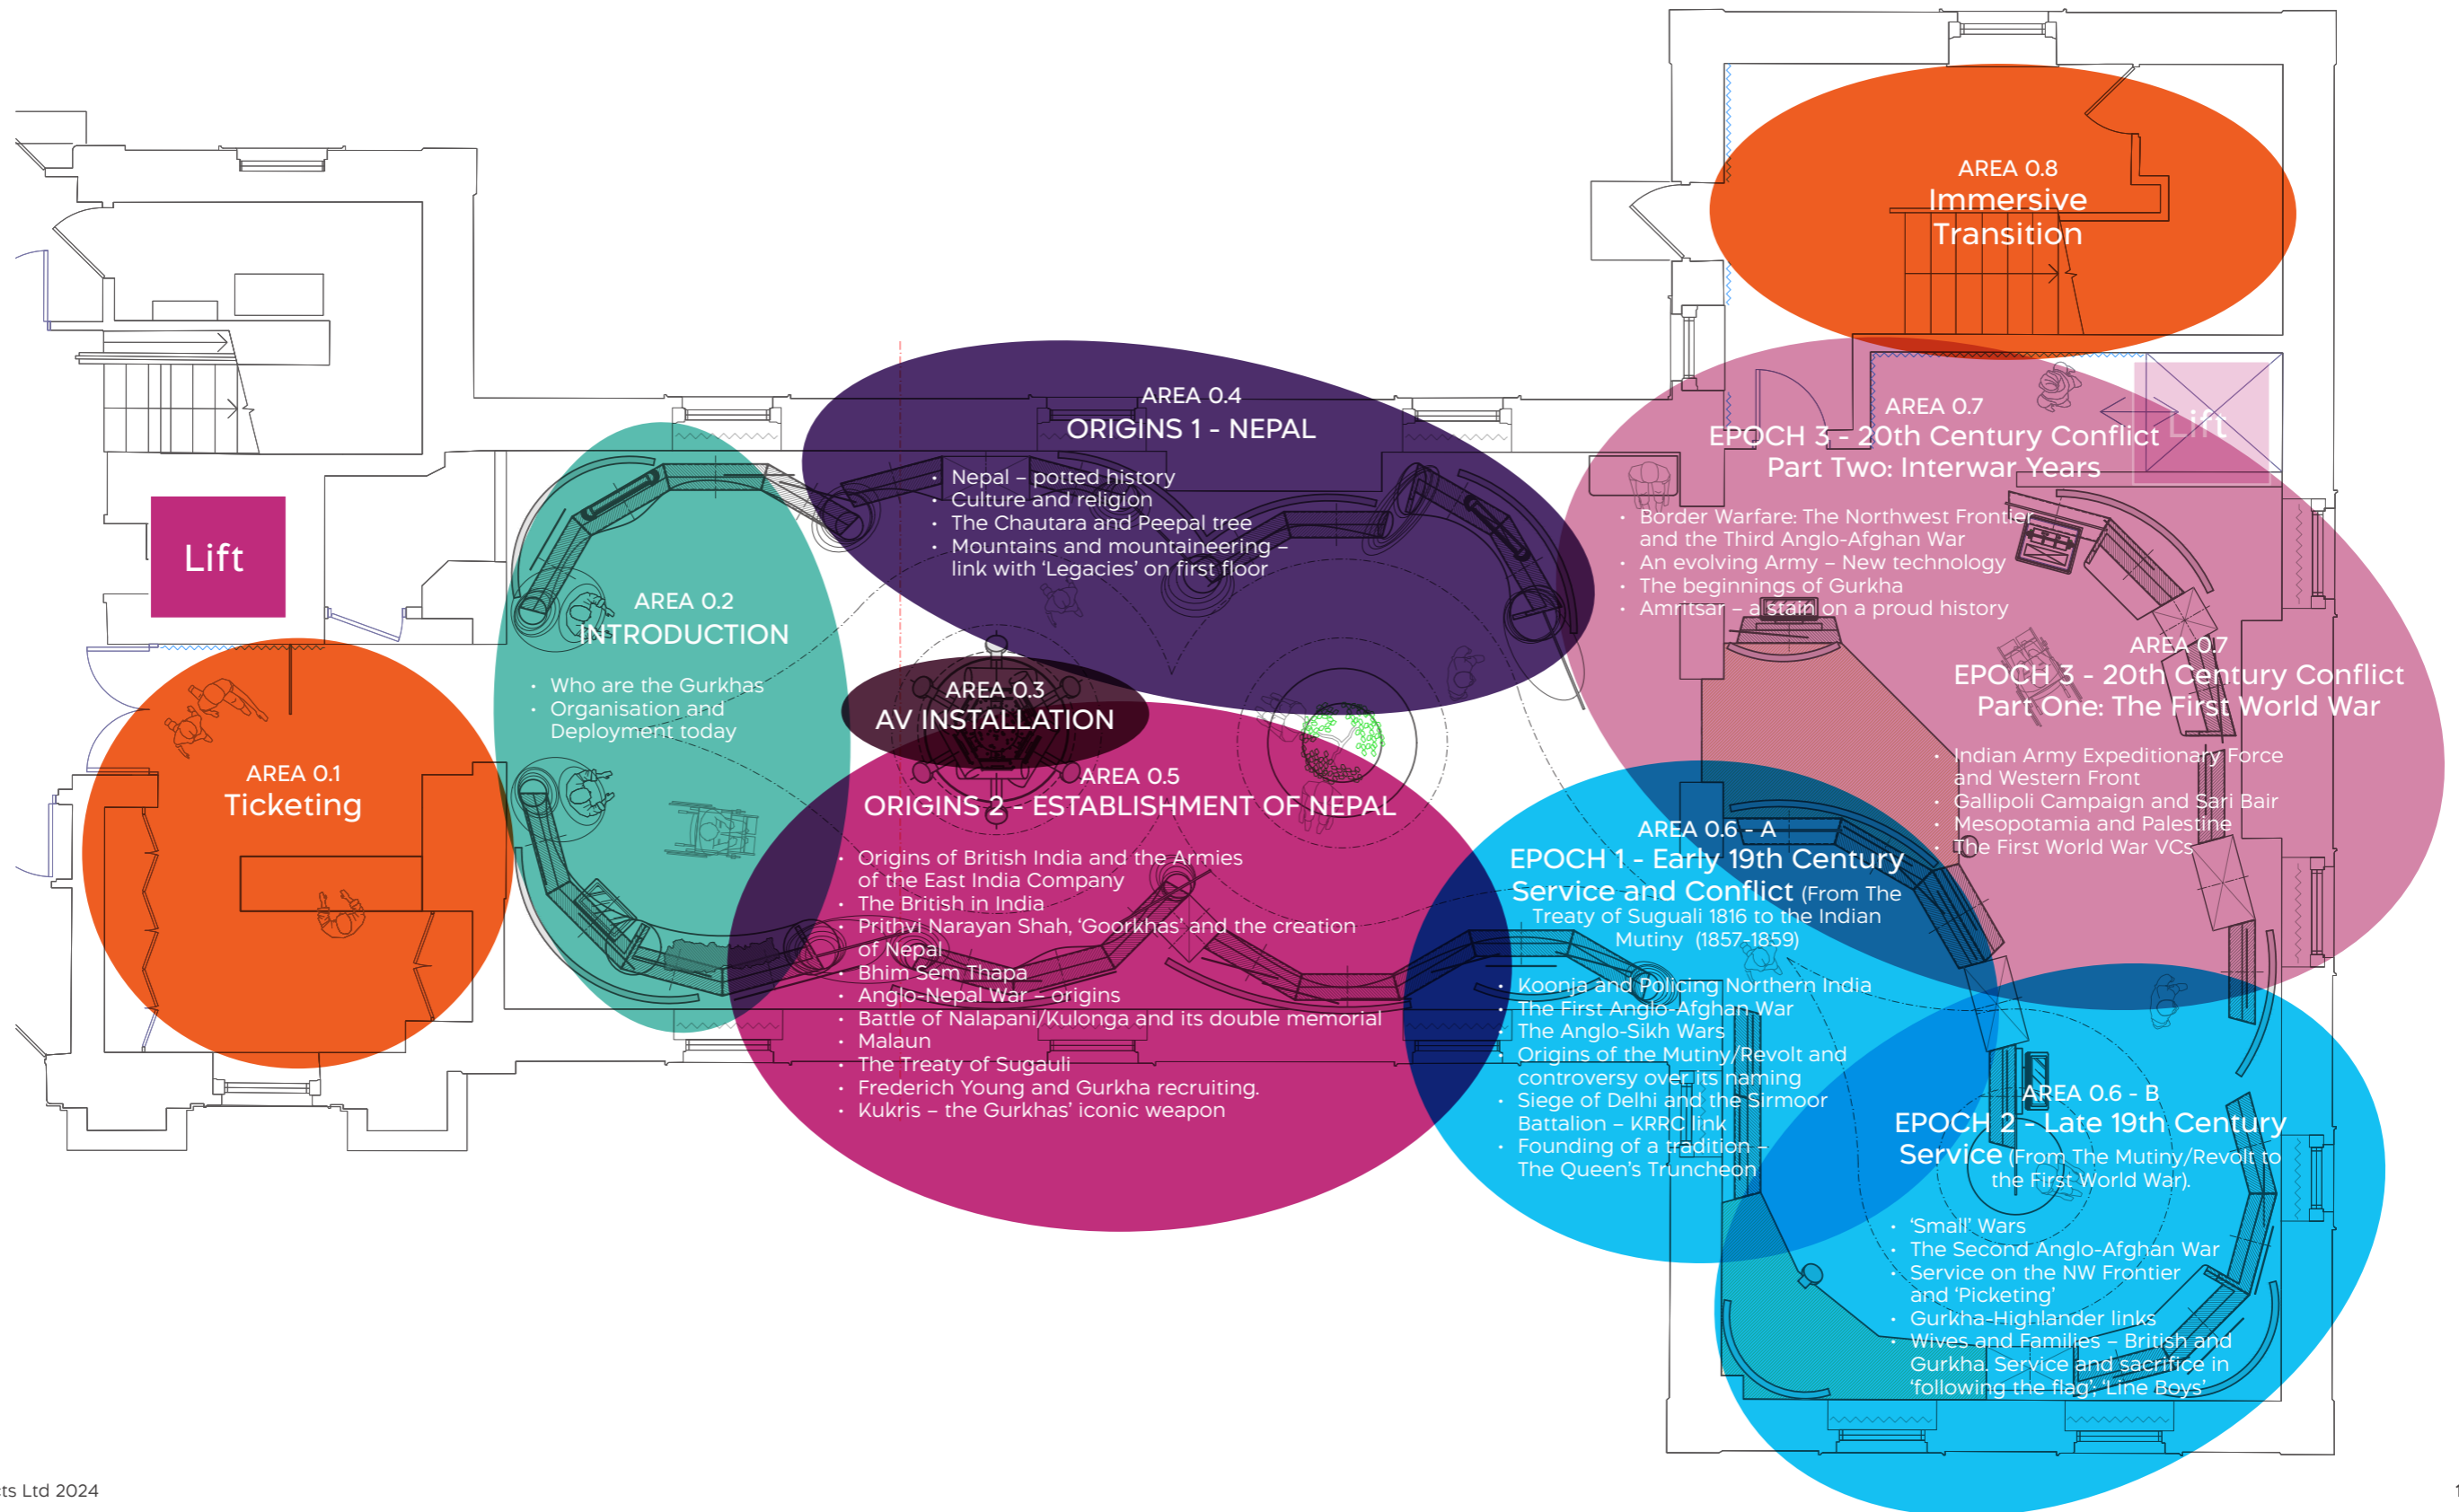 Lift
AREA 0.1
Ticketing
AREA 0.2
INTRODUCTION
• Who are the Gurkhas
• Organisation and
Deployment today
AREA 0.3
AV INSTALLATION
AREA 0.4
ORIGINS 1 - NEPAL
• Nepal – potted history
• Culture and religion
• The Chautara and Peepal tree
• Mountains and mountaineering –
link with ‘Legacies’ on first floor
AREA 0.5
ORIGINS 2 - ESTABLISHMENT OF NEPAL
• Origins of British India and the Armies
of the East India Company
• The British in India
• Prithvi Narayan Shah, ‘Goorkhas’ and the creation
of Nepal
• Bhim Sem Thapa
• Anglo-Nepal War – origins
• Battle of Nalapani/Kulonga and its double memorial
• Malaun
• The Treaty of Sugauli
• Frederich Young and Gurkha recruiting.
• Kukris – the Gurkhas’ iconic weapon
AREA 0.6 - A
EPOCH 1 - Early 19th Century
Service and Conflict (From The
Treaty of Suguali 1816 to the Indian
Mutiny (1857-1859)
• Koonja and Policing Northern India
• The First Anglo-Afghan War
• The Anglo-Sikh Wars
• Origins of the Mutiny/Revolt and
controversy over its naming
• Siege of Delhi and the Sirmoor
Battalion – KRRC link
• Founding of a tradition –
The Queen’s Truncheon
AREA 0.6 - B
EPOCH 2 - Late 19th Century
Service (From The Mutiny/Revolt to
the First World War).
• ‘Small’ Wars
• The Second Anglo-Afghan War
• Service on the NW Frontier
and ‘Picketing’
• Gurkha-Highlander links
• Wives and Families – British and
Gurkha. Service and sacrifice in
‘following the flag’; ‘Line Boys’
AREA 0.7
EPOCH 3 - 20th Century Conflict
Part One: The First World War
• Indian Army Expeditionary Force
and Western Front
• Gallipoli Campaign and Sari Bair
• Mesopotamia and Palestine
• The First World War VCs
AREA 0.7
EPOCH 3 - 20th Century Conflict
Part Two: Interwar Years
• Border Warfare: The Northwest Frontier
and the Third Anglo-Afghan War
• An evolving Army – New technology
• The beginnings of Gurkha
• Amritsar – a stain on a proud history
Lift
AREA 0.8
Immersive
Transition
cts Ltd 2024
1